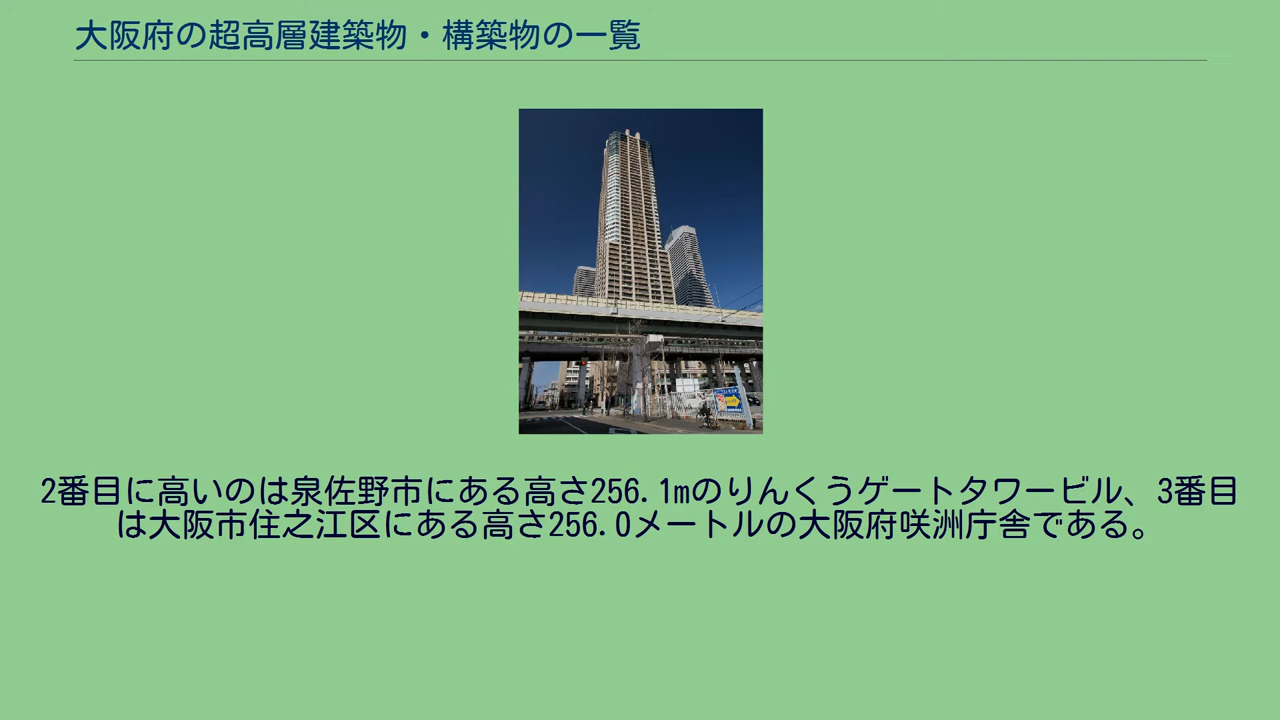 大阪府の超高層建築物・構築物の一覧
2番目に高いのは泉佐野市にある高さ256.1mのりんくうゲートタワービル、3番目
は大阪市住之江区にある高さ256.0メートルの大阪府咲洲庁舎である。